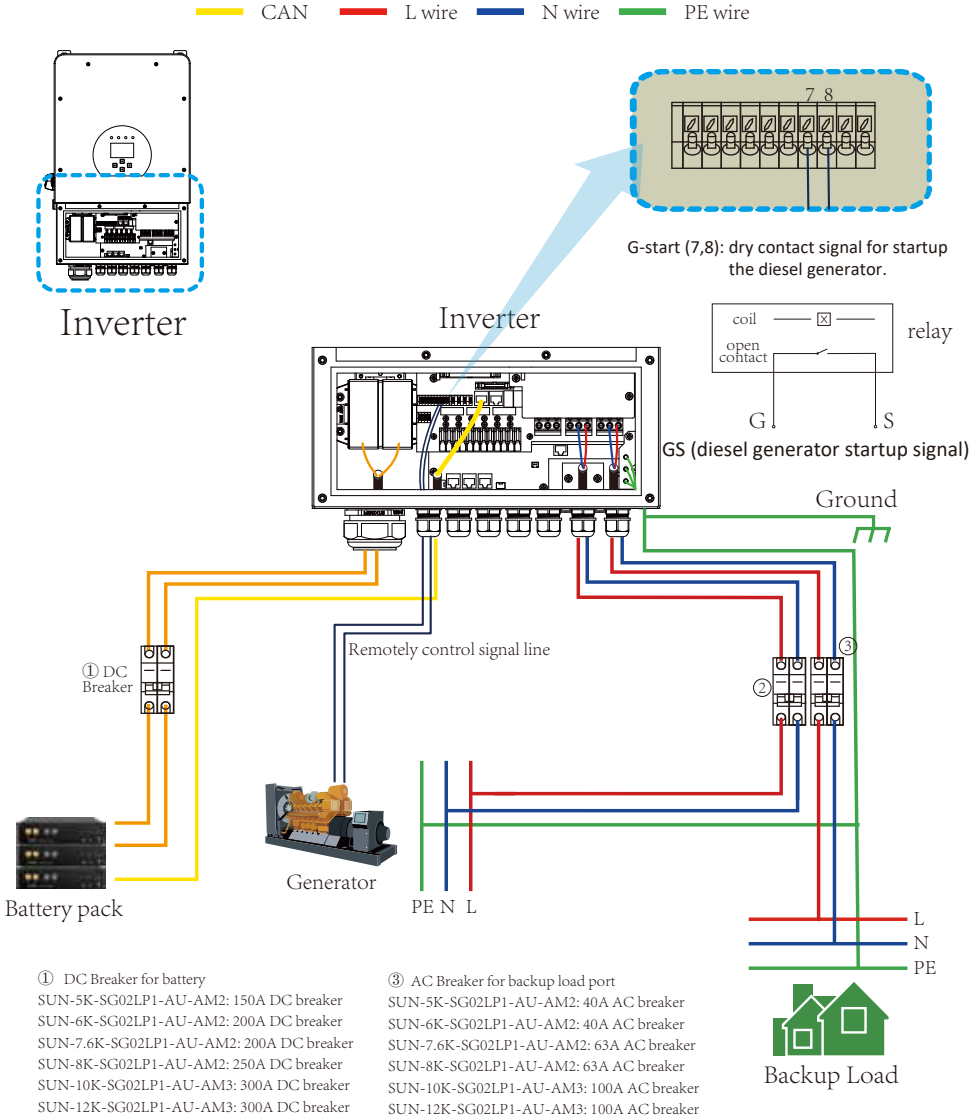 CAN L wire N wire PE wire
7 8
G-start (7,8): dry contact signal for startup
the diesel generator.
Inverter
Inverter
coil
open
contact
relay
G S
GS (diesel generator startup signal)
Ground
Remotely control signal line
① DC
Breaker
②
③
Generator
Battery pack
PE N L
L
N
PE
Backup Load
① DC Breaker for battery
SUN-5K-SG02LP1-AU-AM2: 150A DC breaker
SUN-6K-SG02LP1-AU-AM2: 200A DC breaker
SUN-7.6K-SG02LP1-AU-AM2: 200A DC breaker
SUN-8K-SG02LP1-AU-AM2: 250A DC breaker
SUN-10K-SG02LP1-AU-AM3: 300A DC breaker
SUN-12K-SG02LP1-AU-AM3: 300A DC breaker
③ AC Breaker for backup load port
SUN-5K-SG02LP1-AU-AM2: 40A AC breaker
SUN-6K-SG02LP1-AU-AM2: 40A AC breaker
SUN-7.6K-SG02LP1-AU-AM2: 63A AC breaker
SUN-8K-SG02LP1-AU-AM2: 63A AC breaker
SUN-10K-SG02LP1-AU-AM3: 100A AC breaker
SUN-12K-SG02LP1-AU-AM3: 100A AC breaker